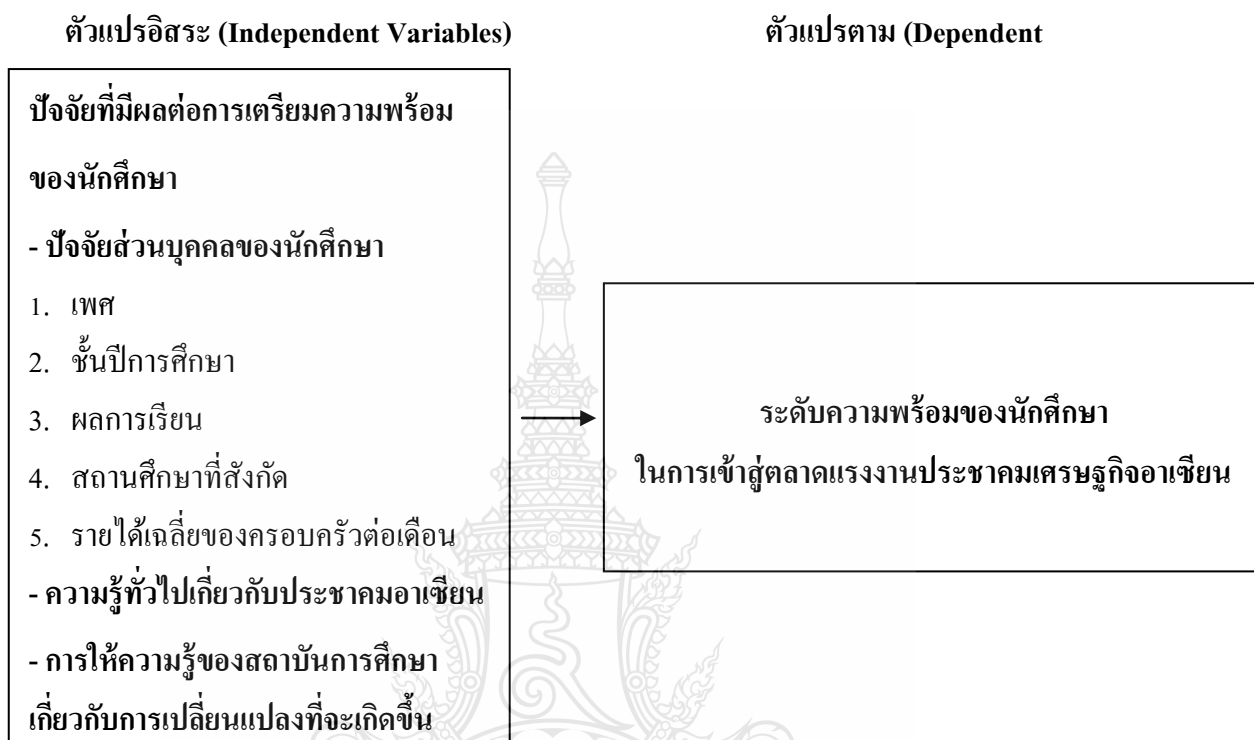 ตัวแปรอิสระ (Independent Variables)
ตัวแปรตาม (Dependent
ปัจจัยที่มีผลต่อการเตรียมความพร้อม
ของนักศึกษา
- ปัจจัยส่วนบุคคลของนักศึกษา
1. เพศ
2. ชั้นปีการศึกษา
3. ผลการเรียน
4. สถานศึกษาที่สังกัด
5. รายได้เฉลี่ยของครอบครัวต่อเดือน
- ความรู้ทั่วไปเกี่ยวกับประชาคมอาเซียน
- การให้ความรู้ของสถาบันการศึกษา
เกี่ยวกับการเปลี่ยนแปลงที่จะเกิดขึ้น
ระดับความพร้อมของนักศึกษา
ในการเข้าสู่ตลาดแรงงานประชาคมเศรษฐกิจอาเซียน